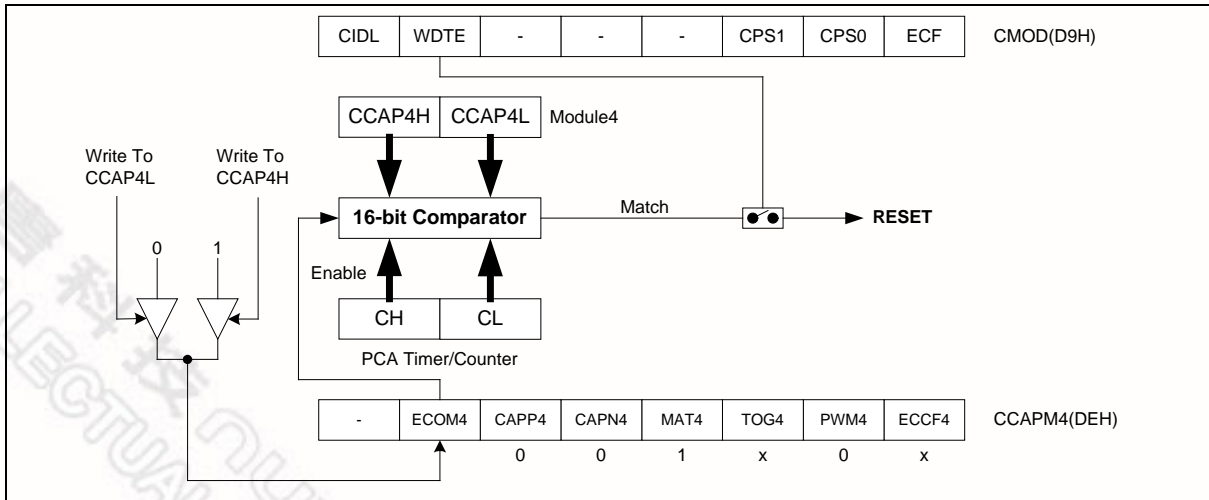 CIDL WDTE - - - CPS1 CPS0 ECF CMOD(D9H)
CCAP4H CCAP4L Module4
Write To CCAP4L
Write To CCAP4H
16-bit Comparator
Match
RESET
0 1
Enable
CH CL
PCA Timer/Counter
- ECOM4 CAPP4 CAPN4 MAT4 TOG4 PWM4 ECCF4 CCAPM4(DEH)
0 0 1 x 0 x